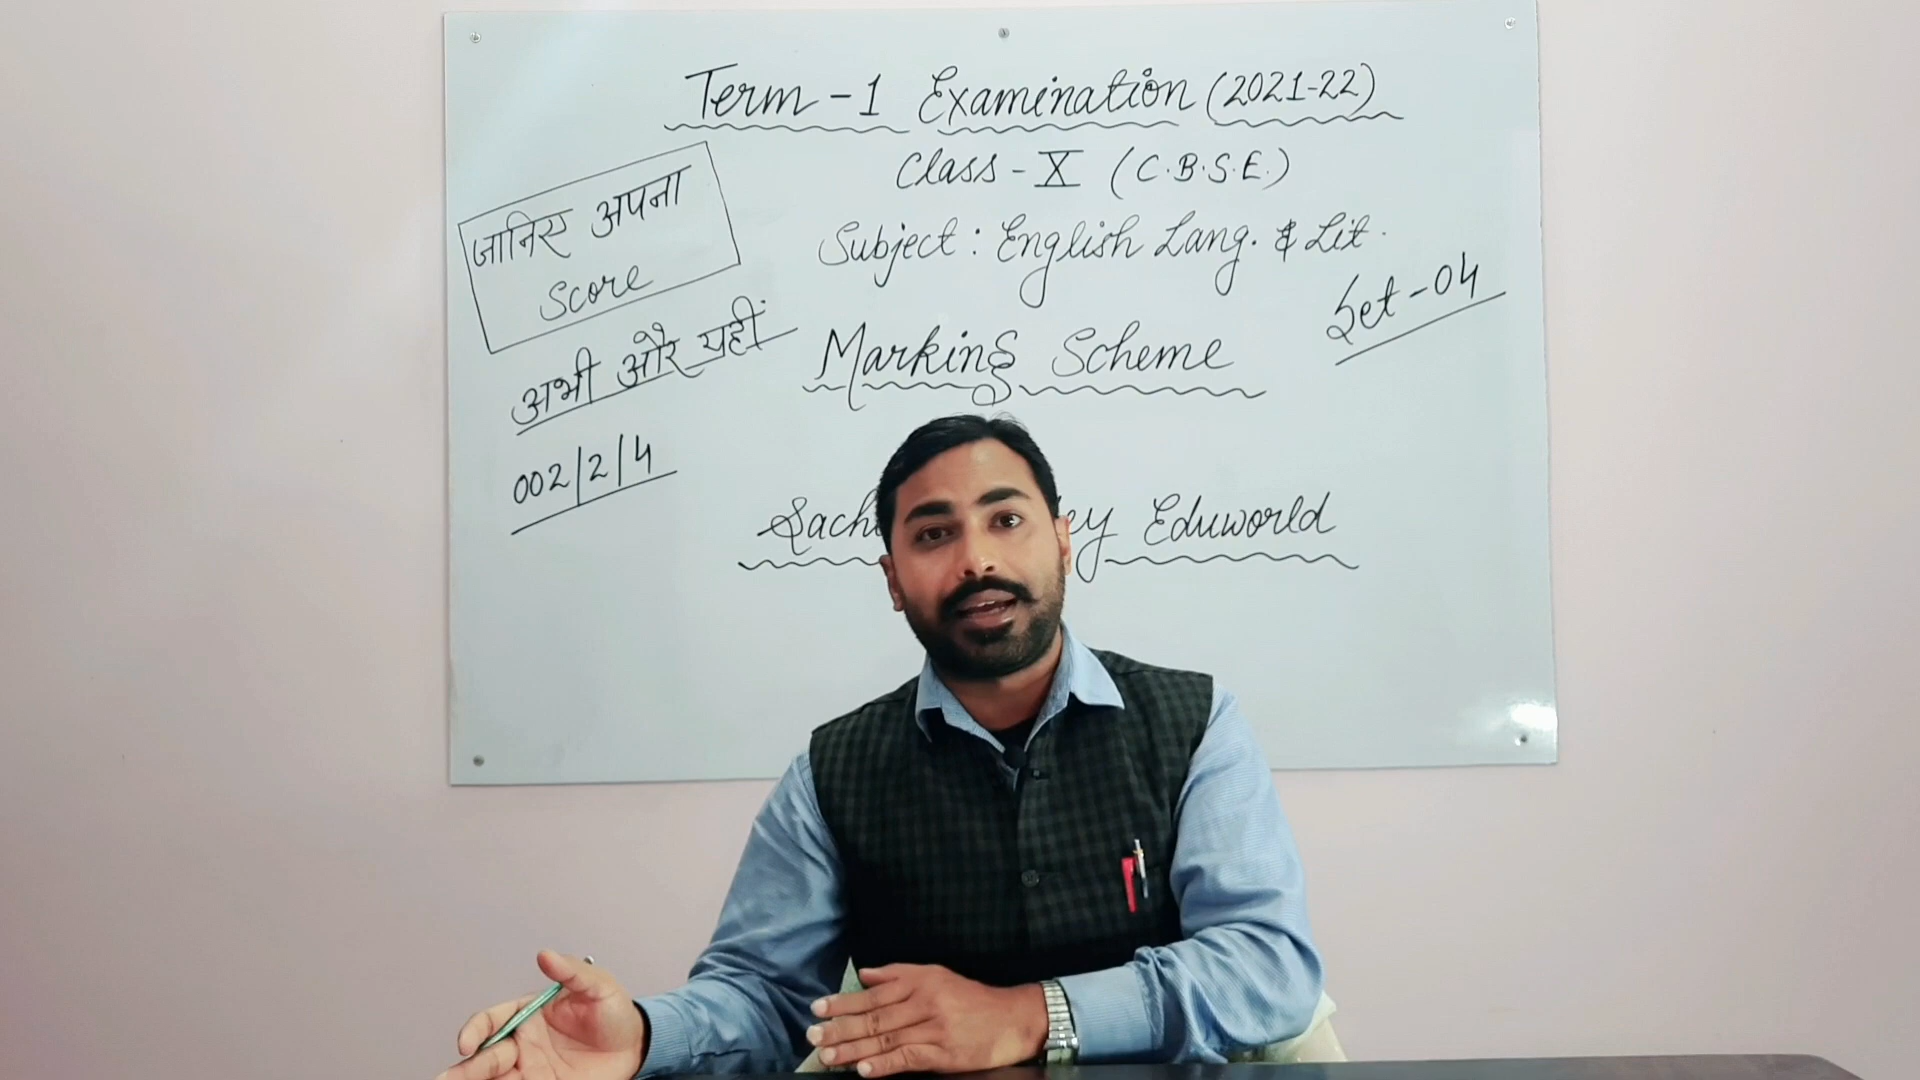 Term - 1 Examination (2021-22)
Class - X (C.B.S.E.)
Subject : English Lang. & Lit.
जानिए अपना
Score
अभी और यहीं
Set - 04
Marking Scheme
002/2/4
Eduworld